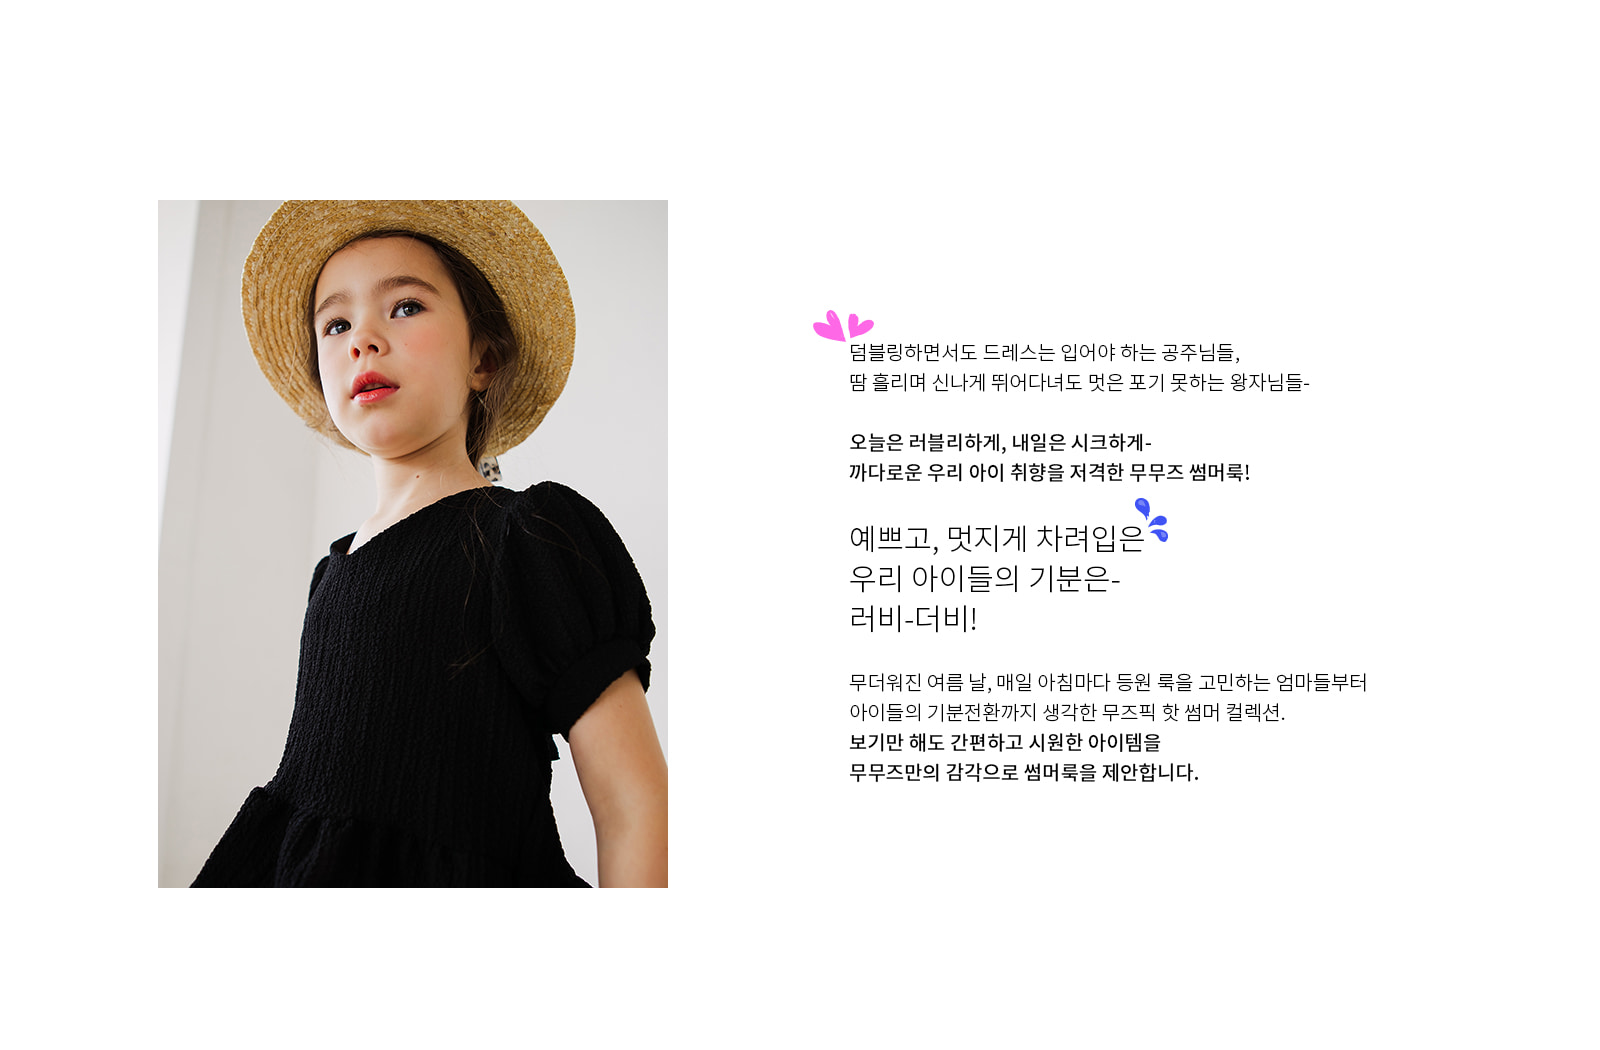 덤블링하면서도 드레스는 입어야 하는 공주님들,
땀 흘리며 신나게 뛰어다녀도 멋은 포기 못하는 왕자님들-
오늘은 러블리하게, 내일은 시크하게-
까다로운 우리 아이 취향을 저격한 무무즈 썸머룩!
예쁘고, 멋지게 차려입은
우리 아이들의 기분은-
러비-더비!
무더워진 여름 날, 매일 아침마다 등원 룩을 고민하는 엄마들부터
아이들의 기분전환까지 생각한 무즈픽 핫 썸머 컬렉션.
보기만 해도 간편하고 시원한 아이템을
무무즈만의 감각으로 썸머룩을 제안합니다.